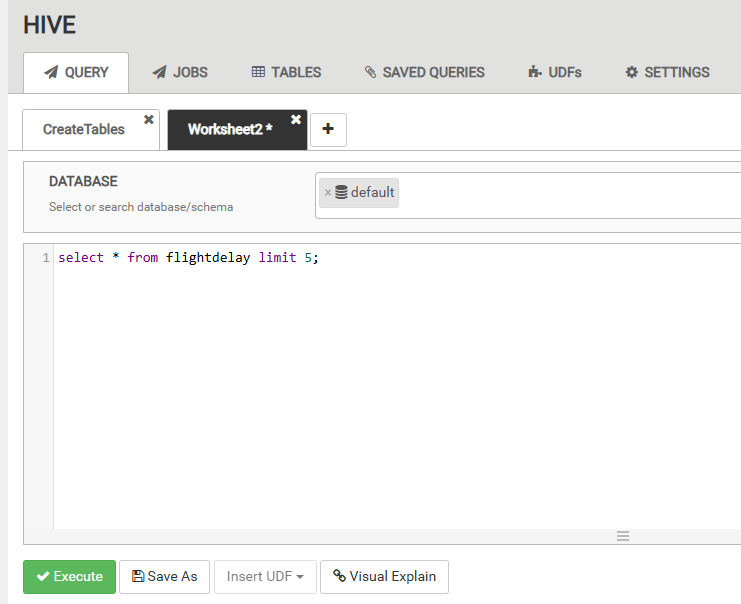 HIVE
QUERY JOBS TABLES SAVED QUERIES UDFs SETTINGS
CreateTables Worksheet2 *
DATABASE
Select or search database/schema
× default
1 select * from flightdelay limit 5;
Execute Save As Insert UDF Visual Explain